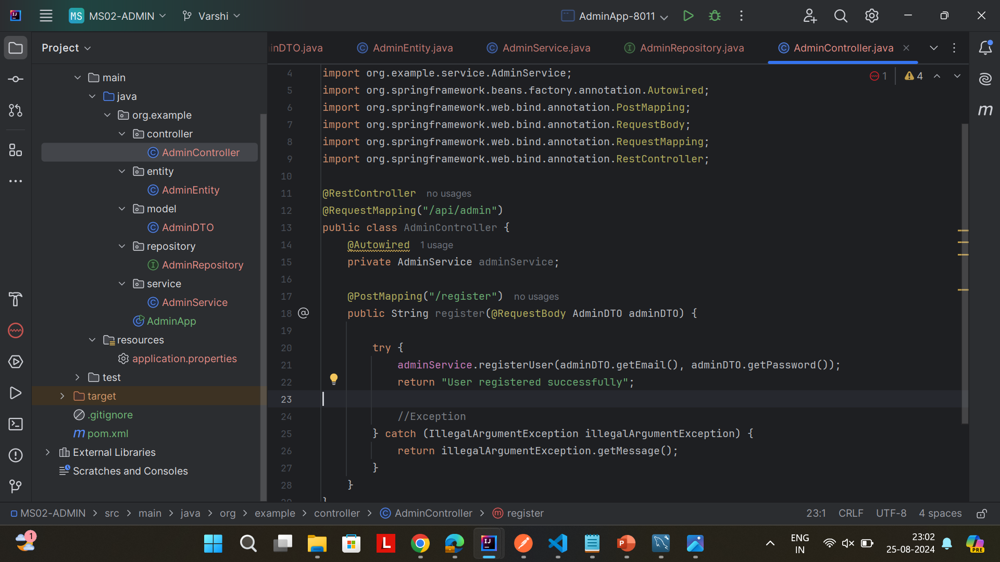 MS MS02-ADMIN Varshi AdminApp-8011
Project
inDTO.java AdminEntity.java AdminService.java AdminRepository.java AdminController.java
main
java
org.example
controller
AdminController
entity
AdminEntity
model
AdminDTO
repository
AdminRepository
service
AdminService
AdminApp
resources
application.properties
test
target
.gitignore
m pom.xml
External Libraries
Scratches and Consoles
1 4
4 import org.example.service.AdminService;
5 import org.springframework.beans.factory.annotation.Autowired;
6 import org.springframework.web.bind.annotation.PostMapping;
7 import org.springframework.web.bind.annotation.RequestBody;
8 import org.springframework.web.bind.annotation.RequestMapping;
9 import org.springframework.web.bind.annotation.RestController;
10
11 @RestController no usages
12 @RequestMapping("/api/admin")
13 public class AdminController {
14 @Autowired 1 usage
15 private AdminService adminService;
16
17 @PostMapping("/register") no usages
18 public String register(@RequestBody AdminDTO adminDTO) {
19
20 try {
21 adminService.registerUser(adminDTO.getEmail(), adminDTO.getPassword());
22 return "User registered successfully";
23
24 //Exception
25 } catch (IllegalArgumentException illegalArgumentException) {
26 return illegalArgumentException.getMessage();
27 }
28 }
29 }
MS02-ADMIN > src > main > java > org > example > controller > AdminController > register 23:1 CRLF UTF-8 4 spaces
1
ENG
IN
23:02
25-08-2024
PRE